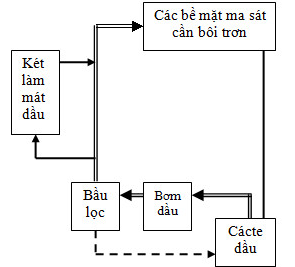 Các bề mặt ma sát
cần bôi trơn
Két
làm
mát
dầu
Bầu
lọc
Bơm
dầu
Cácte
dầu